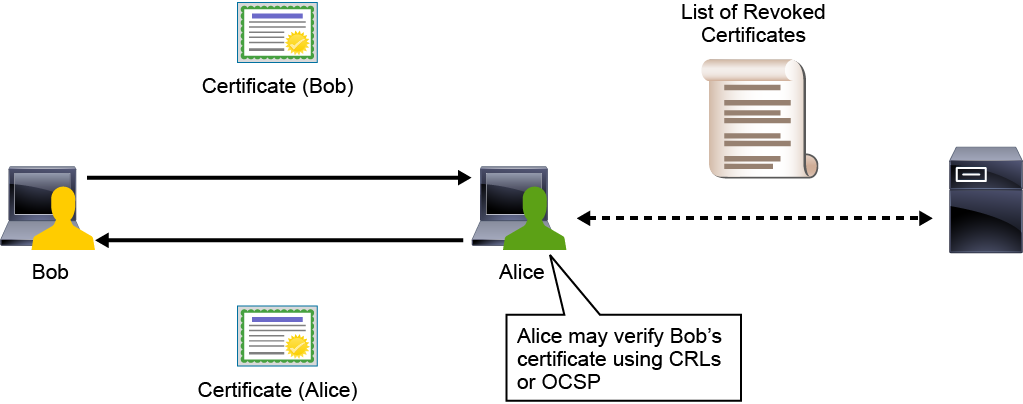 List of Revoked
Certificates
Certificate (Bob)
Bob
Alice
Alice may verify Bob’s
certificate using CRLs
or OCSP
Certificate (Alice)